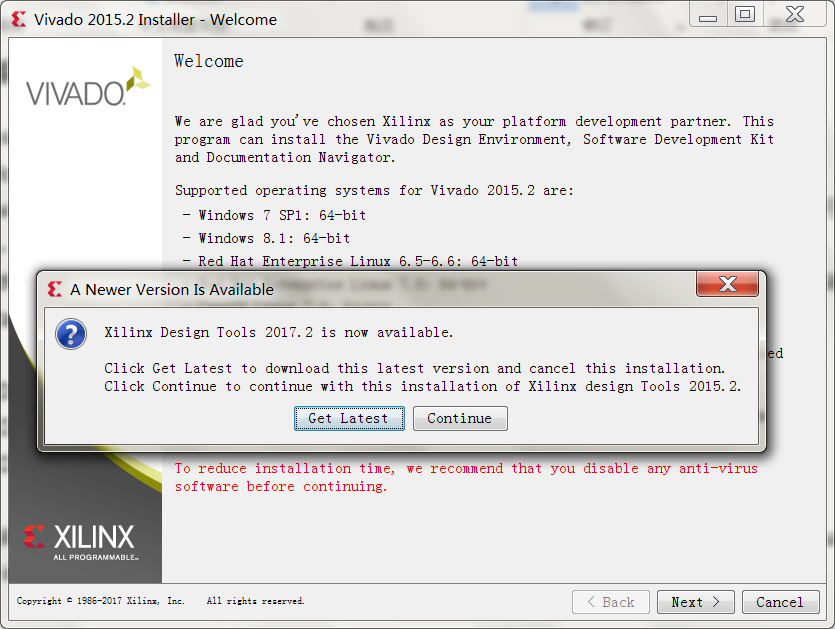 Vivado 2015.2 Installer - Welcome
VIVADO.
Welcome
We are glad you've chosen Xilinx as your platform development partner. This
program can install the Vivado Design Environment, Software Development Kit
and Documentation Navigator.
Supported operating systems for Vivado 2015.2 are:
- Windows 7 SP1: 64-bit
- Windows 8.1: 64-bit
- Red Hat Enterprise Linux 6.5-6.6: 64-bit
A Newer Version Is Available
Xilinx Design Tools 2017.2 is now available.
Click Get Latest to download this latest version and cancel this installation.
Click Continue to continue with this installation of Xilinx design Tools 2015.2.
Get Latest Continue
To reduce installation time, we recommend that you disable any anti-virus
software before continuing.
XILINX
ALL PROGRAMMABLE™
Copyright © 1986-2017 Xilinx, Inc. All rights reserved.
< Back Next > Cancel